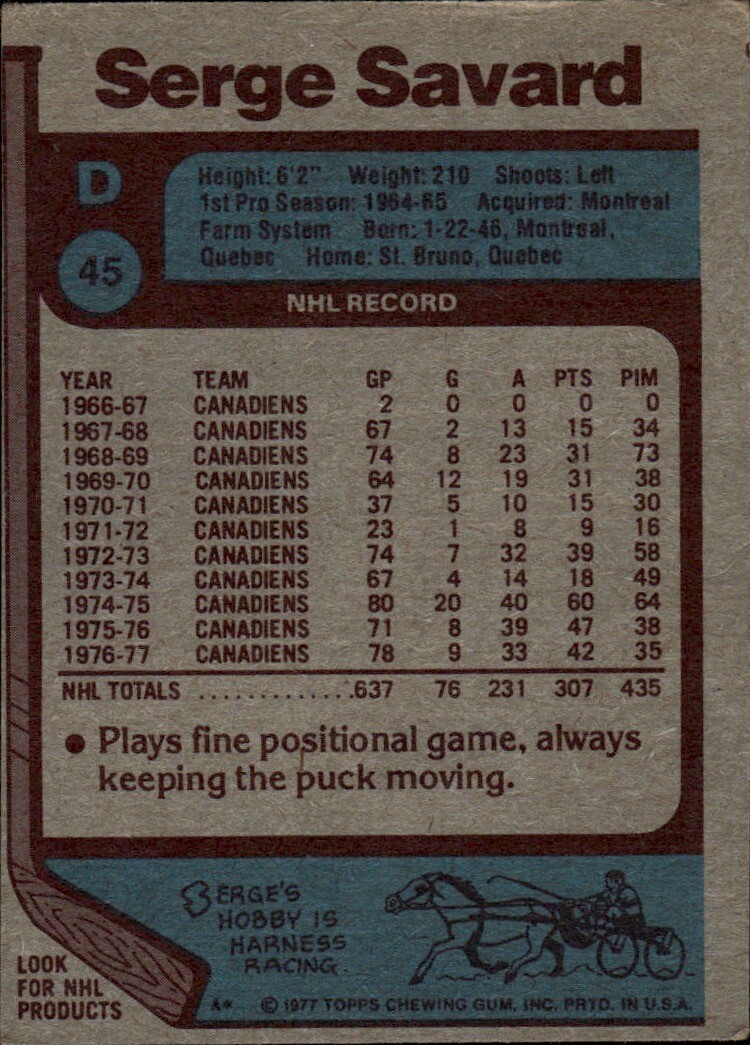 Serge Savard
D
45
Height: 6'2" Weight: 210 Shoots: Left
1st Pro Season: 1964-65 Acquired: Montreal
Farm System Born: 1-22-46, Montreal,
Quebec Home: St. Bruno, Quebec
NHL RECORD
YEAR TEAM GP G A PTS PIM
1966-67 CANADIENS 2 0 0 0 0
1967-68 CANADIENS 67 2 13 15 34
1968-69 CANADIENS 74 8 23 31 73
1969-70 CANADIENS 64 12 19 31 38
1970-71 CANADIENS 37 5 10 15 30
1971-72 CANADIENS 23 1 8 9 16
1972-73 CANADIENS 74 7 32 39 58
1973-74 CANADIENS 67 4 14 18 49
1974-75 CANADIENS 80 20 40 60 64
1975-76 CANADIENS 71 8 39 47 38
1976-77 CANADIENS 78 9 33 42 35
NHL TOTALS ..............637 76 231 307 435
● Plays fine positional game, always
keeping the puck moving.
SERGE'S
HOBBY IS
HARNESS
RACING.
LOOK
FOR NHL
PRODUCTS
A* © 1977 TOPPS CHEWING GUM, INC. PRTD. IN U.S.A.